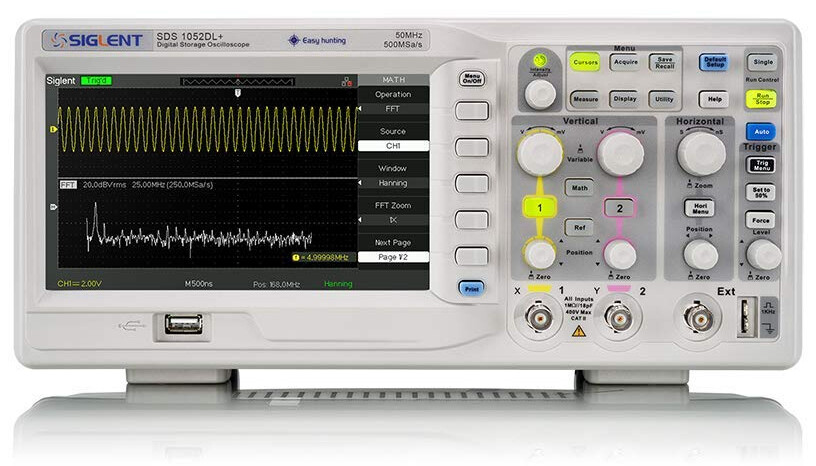 SIGLENT
SDS 1052DL+
Digital Storage Oscilloscope
Easy hunting
50MHz
500MSa/s
Siglent Trig'd
MATH
Operation
FFT
Source
CH1
Window
Hanning
FFT Zoom
1X
Next Page
Page 1/2
FFT 20.0dBVrms 25.00MHz (250.0MSa/s)
= 4.99998MHz
CH1 2.00V
M500ns
Pos: 168.0MHz
Hanning
Menu
On/Off
Print
Intensity
Adjust
Menu
Cursors
Acquire
Save
Recall
Measure
Display
Utility
Default
Setup
Help
Single
Run Control
Run
Stop
Auto
Vertical
V mV
V mV
Variable
1
Math
2
Ref
Position
Zero
Zero
Horizontal
S nS
Zoom
Hori
Menu
Position
Zero
Trigger
Trig
Menu
Set to
50%
Force
Level
Zero
X 1
Y 2
All Inputs
1MΩ//18pF
400V Max
CAT II
Ext
1KHz